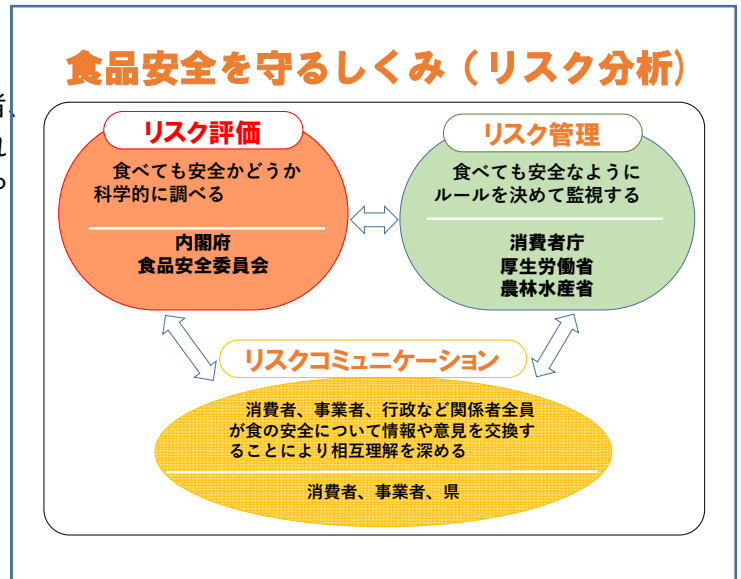 食品安全を守るしくみ（リスク分析）
者、
れ
リスク評価
食べても安全かどうか
科学的に調べる
内閣府
食品安全委員会
リスク管理
食べても安全なように
ルールを決めて監視する
消費者庁
厚生労働省
農林水産省
リスクコミュニケーション
消費者、事業者、行政など関係者全員
が食の安全について情報や意見を交換す
ることにより相互理解を深める
消費者、事業者、県